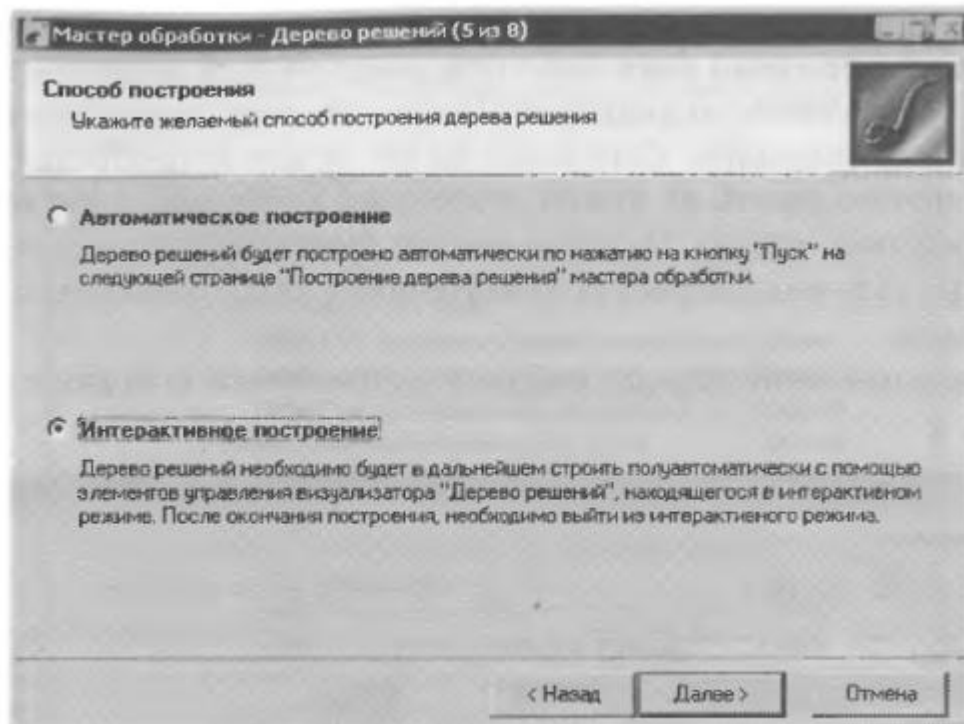 Мастер обработки - Дерево решений (5 из 8)
Способ построения
Укажите желаемый способ построения дерева решения
Автоматическое построение
Дерево решений будет построено автоматически по нажатию на кнопку "Пуск" на
следующей странице "Построение дерева решения" мастера обработки.
Интерактивное построение
Дерево решений необходимо будет в дальнейшем строить полуавтоматически с помощью
элементов управления визуализатора "Дерево решений", находящегося в интерактивном
режиме. После окончания построения, необходимо выйти из интерактивного режима.
< Назад
Далее >
Отмена